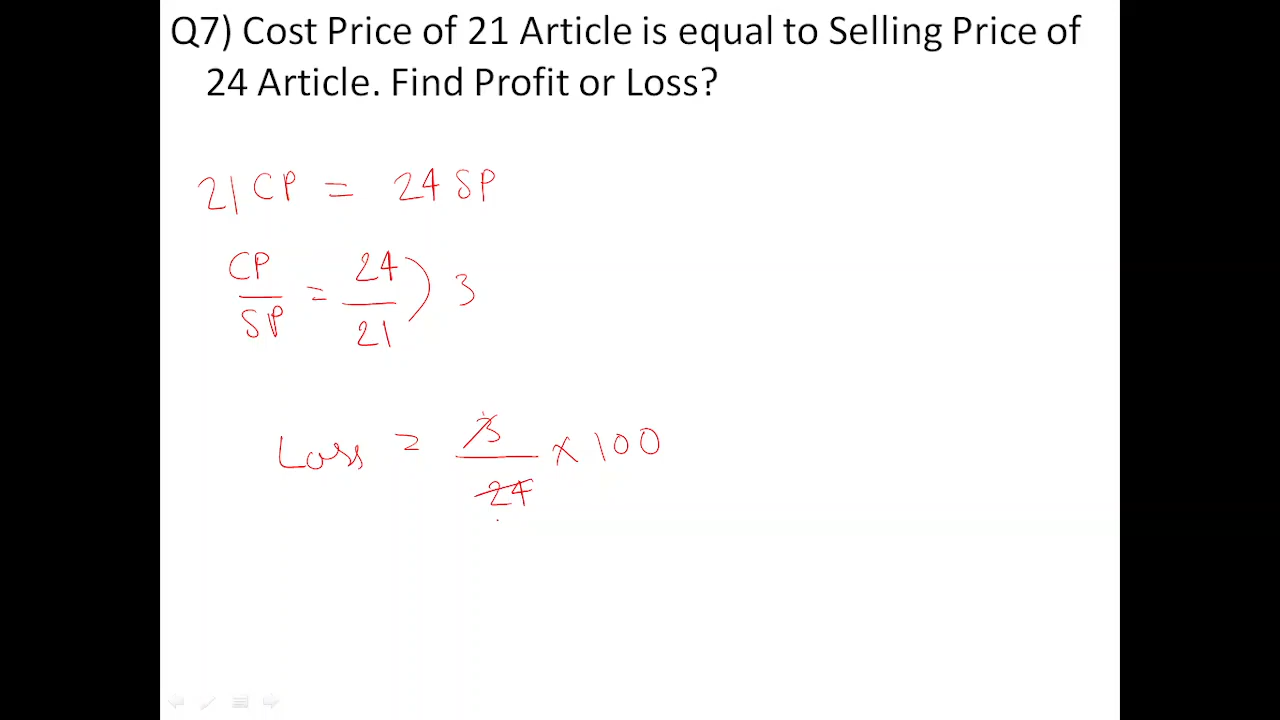 Q7) Cost Price of 21 Article is equal to Selling Price of
24 Article. Find Profit or Loss?
21 CP = 24 SP
CP/SP = 24/21 ) 3
Loss = 3/24 x 100